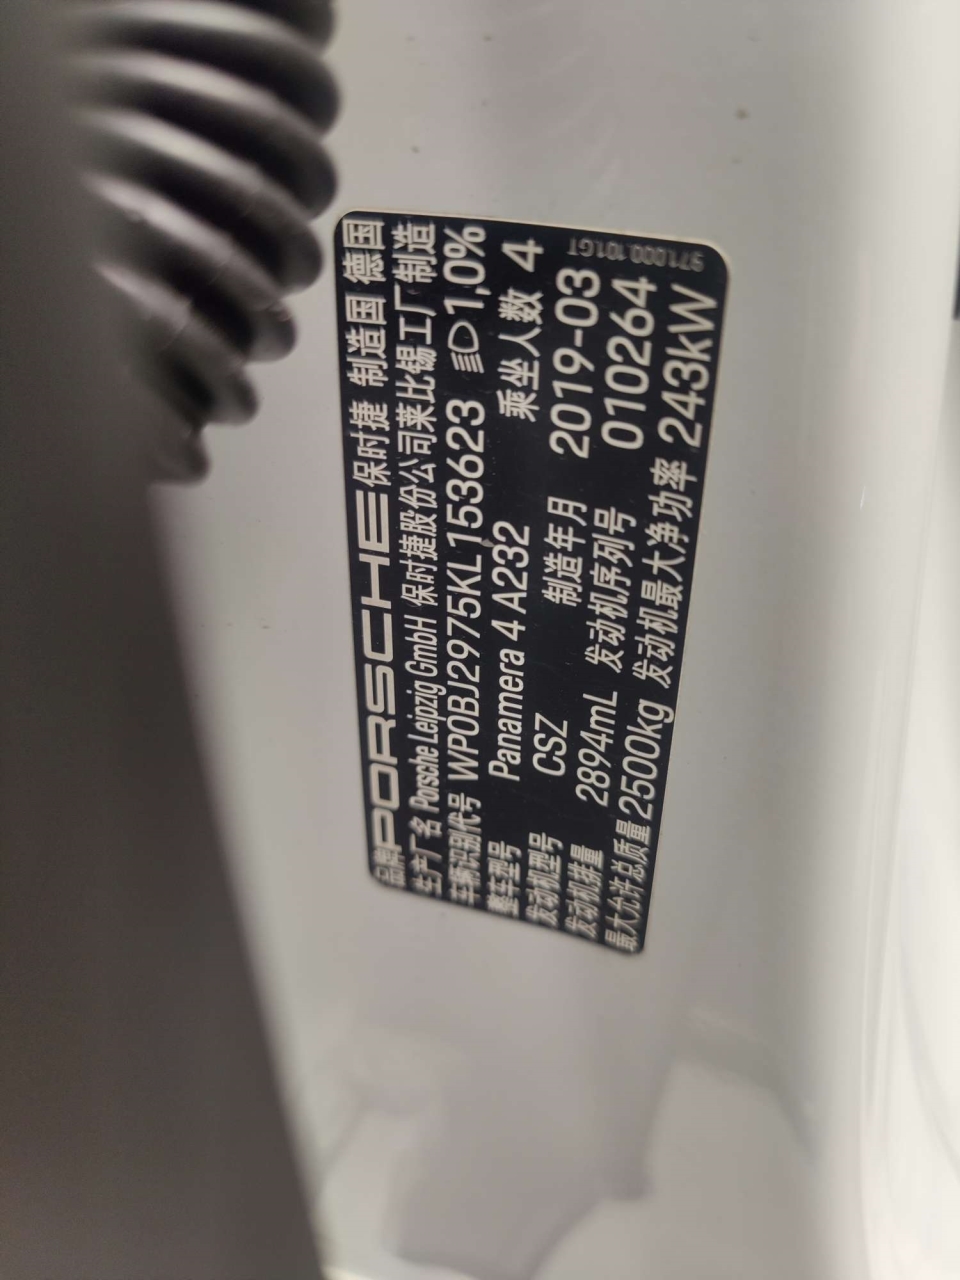 品牌 PORSCHE 保时捷 制造国 德国
生产厂名 Porsche Leipzig GmbH 保时捷股份公司莱比锡工厂制造
车辆识别代号 WP0BJ2975KL153623 1,0%
整车型号 Panamera 4 A232 乘坐人数 4
发动机型号 CSZ 制造年月 2019-03
发动机排量 2894mL 发动机序列号 010264
最大允许总质量 2500kg 发动机最大净功率 243kW
971.000.101.GT